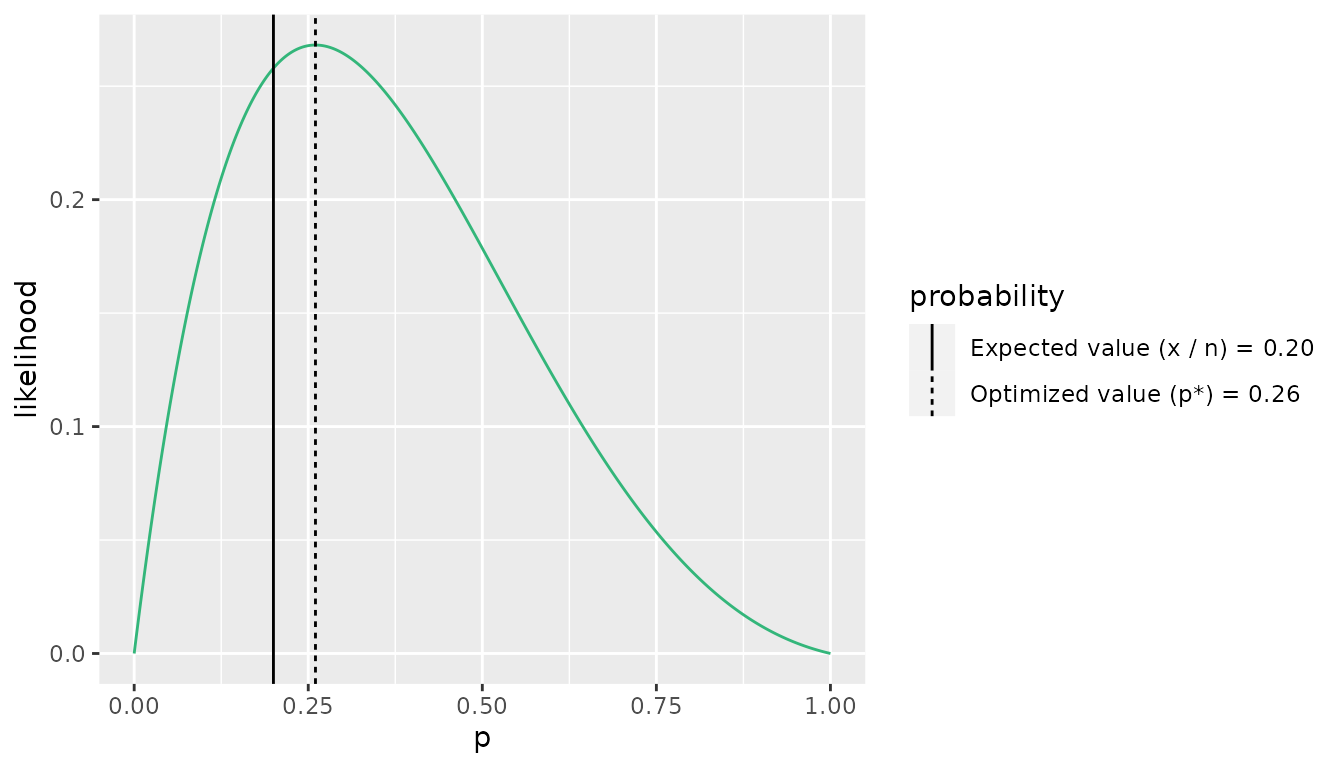 likelihood
0.2
0.1
0.0
0.00 0.25 0.50 0.75 1.00
p
probability
Expected value (x / n) = 0.20
Optimized value (p*) = 0.26